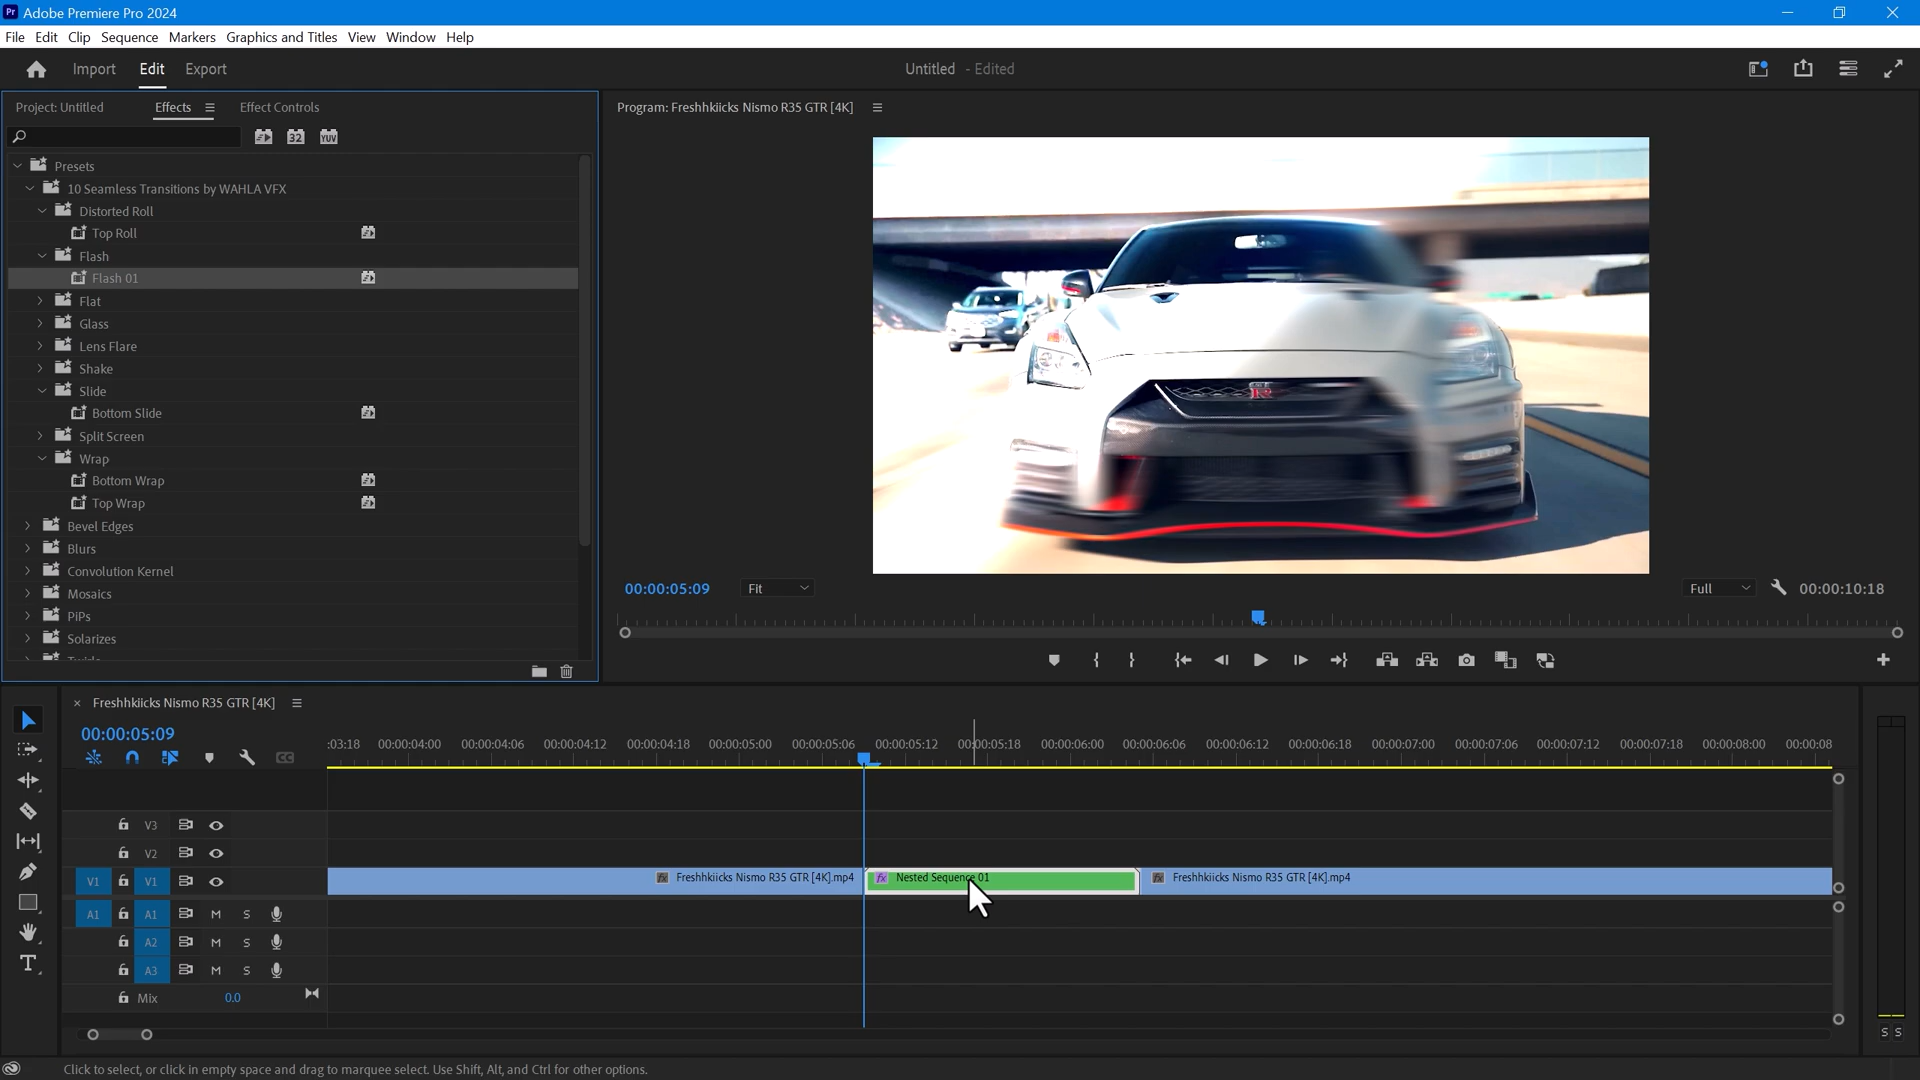 Pr Adobe Premiere Pro 2024
File Edit Clip Sequence Markers Graphics and Titles View Window Help
Import Edit Export Untitled - Edited
Project: Untitled Effects Effect Controls
32 YUV
Presets
10 Seamless Transitions by WAHLA VFX
Distorted Roll
Top Roll
Flash
Flash 01
Flat
Glass
Lens Flare
Shake
Slide
Bottom Slide
Split Screen
Wrap
Bottom Wrap
Top Wrap
Bevel Edges
Blurs
Convolution Kernel
Mosaics
PiPs
Solarizes
Program: Freshhkiicks Nismo R35 GTR [4K]
00:00:05:09 Fit Full 00:00:10:18
× Freshhkiicks Nismo R35 GTR [4K]
00:00:05:09
:03:18 00:00:04:00 00:00:04:06 00:00:04:12 00:00:04:18 00:00:05:00 00:00:05:06 00:00:05:12 00:00:05:18 00:00:06:00 00:00:06:06 00:00:06:12 00:00:06:18 00:00:07:00 00:00:07:06 00:00:07:12 00:00:07:18 00:00:08:00 00:00:08
V3
V2
V1 V1 fx Freshhkiicks Nismo R35 GTR [4K].mp4 fx Nested Sequence 01 fx Freshhkiicks Nismo R35 GTR [4K].mp4
A1 A1 M S
A2 M S
A3 M S
Mix 0.0
S S
Click to select, or click in empty space and drag to marquee select. Use Shift, Alt, and Ctrl for other options.